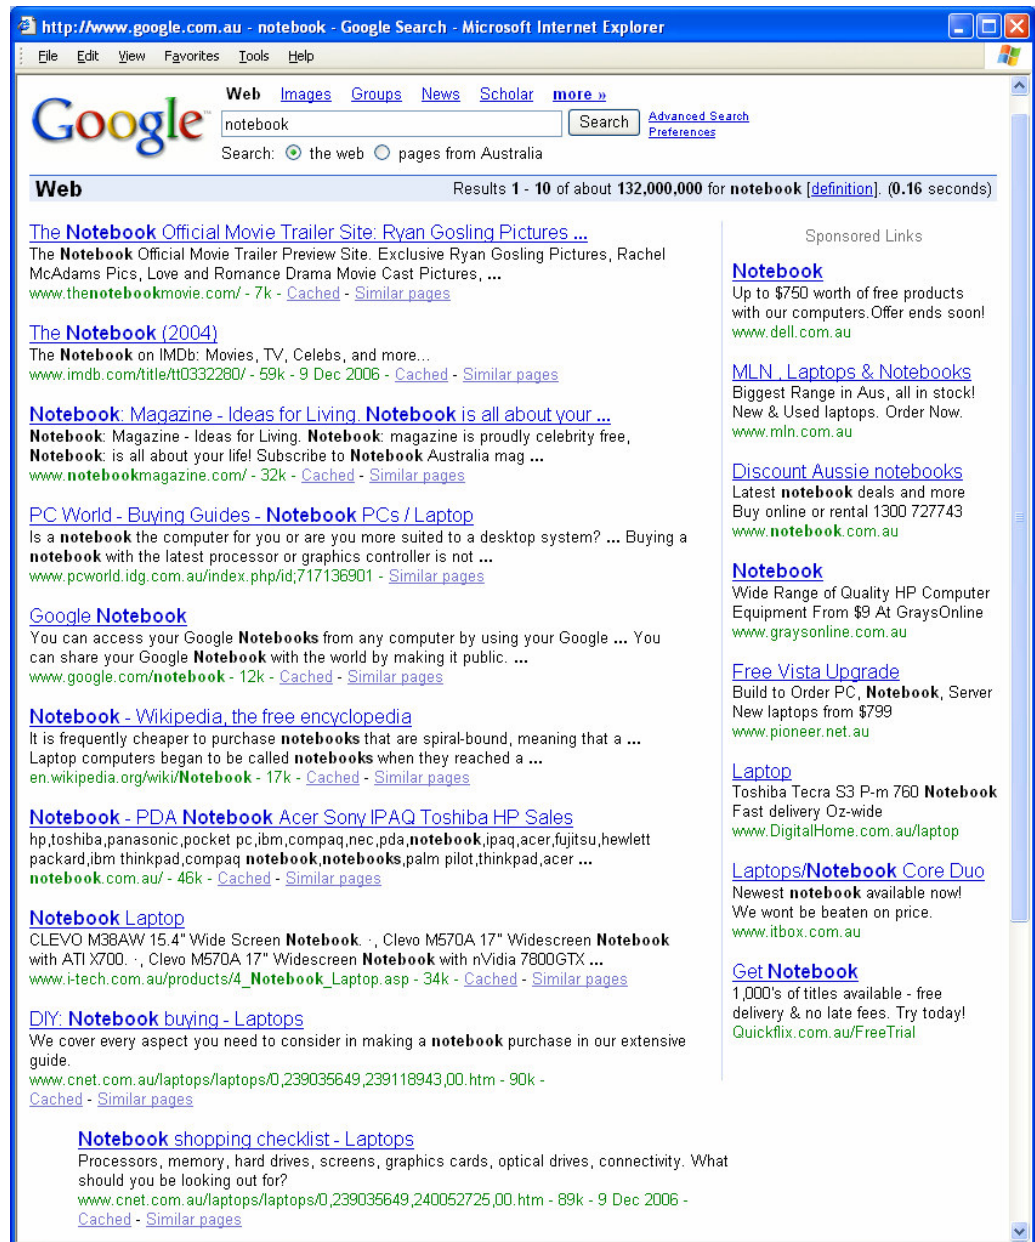 http://www.google.com.au - notebook - Google Search - Microsoft Internet Explorer
File Edit View Favorites Tools Help
Google™
Web Images Groups News Scholar more »
notebook Search Advanced Search
Preferences
Search: the web pages from Australia
Web Results 1 - 10 of about 132,000,000 for notebook [definition]. (0.16 seconds)
The Notebook Official Movie Trailer Site: Ryan Gosling Pictures ...
The Notebook Official Movie Trailer Preview Site. Exclusive Ryan Gosling Pictures, Rachel
McAdams Pics, Love and Romance Drama Movie Cast Pictures, ...
www.thenotebookmovie.com/ - 7k - Cached - Similar pages
The Notebook (2004)
The Notebook on IMDb: Movies, TV, Celebs, and more...
www.imdb.com/title/tt0332280/ - 59k - 9 Dec 2006 - Cached - Similar pages
Notebook: Magazine - Ideas for Living. Notebook is all about your ...
Notebook: Magazine - Ideas for Living. Notebook: magazine is proudly celebrity free,
Notebook: is all about your life! Subscribe to Notebook Australia mag ...
www.notebookmagazine.com/ - 32k - Cached - Similar pages
PC World - Buying Guides - Notebook PCs / Laptop
Is a notebook the computer for you or are you more suited to a desktop system? ... Buying a
notebook with the latest processor or graphics controller is not ...
www.pcworld.idg.com.au/index.php/id;717136901 - Similar pages
Google Notebook
You can access your Google Notebooks from any computer by using your Google ... You
can share your Google Notebook with the world by making it public. ...
www.google.com/notebook - 12k - Cached - Similar pages
Notebook - Wikipedia, the free encyclopedia
It is frequently cheaper to purchase notebooks that are spiral-bound, meaning that a ...
Laptop computers began to be called notebooks when they reached a ...
en.wikipedia.org/wiki/Notebook - 17k - Cached - Similar pages
Notebook - PDA Notebook Acer Sony IPAQ Toshiba HP Sales
hp,toshiba,panasonic,pocket pc,ibm,compaq,nec,pda,notebook,ipaq,acer,fujitsu,hewlett
packard,ibm thinkpad,compaq notebook,notebooks,palm pilot,thinkpad,acer ...
notebook.com.au/ - 46k - Cached - Similar pages
Notebook Laptop
CLEVO M38AW 15.4" Wide Screen Notebook. ·, Clevo M570A 17" Widescreen Notebook
with ATI X700. ·, Clevo M570A 17" Widescreen Notebook with nVidia 7800GTX ...
www.i-tech.com.au/products/4_Notebook_Laptop.asp - 34k - Cached - Similar pages
DIY: Notebook buying - Laptops
We cover every aspect you need to consider in making a notebook purchase in our extensive
guide.
www.cnet.com.au/laptops/laptops/0,239035649,239118943,00.htm - 90k -
Cached - Similar pages
Notebook shopping checklist - Laptops
Processors, memory, hard drives, screens, graphics cards, optical drives, connectivity. What
should you be looking out for?
www.cnet.com.au/laptops/laptops/0,239035649,240052725,00.htm - 89k - 9 Dec 2006 -
Cached - Similar pages
Sponsored Links
Notebook
Up to $750 worth of free products
with our computers.Offer ends soon!
www.dell.com.au
MLN , Laptops & Notebooks
Biggest Range in Aus, all in stock!
New & Used laptops. Order Now.
www.mln.com.au
Discount Aussie notebooks
Latest notebook deals and more
Buy online or rental 1300 727743
www.notebook.com.au
Notebook
Wide Range of Quality HP Computer
Equipment From $9 At GraysOnline
www.graysonline.com.au
Free Vista Upgrade
Build to Order PC, Notebook, Server
New laptops from $799
www.pioneer.net.au
Laptop
Toshiba Tecra S3 P-m 760 Notebook
Fast delivery Oz-wide
www.DigitalHome.com.au/laptop
Laptops/Notebook Core Duo
Newest notebook available now!
We wont be beaten on price.
www.itbox.com.au
Get Notebook
1,000's of titles available - free
delivery & no late fees. Try today!
Quickflix.com.au/FreeTrial